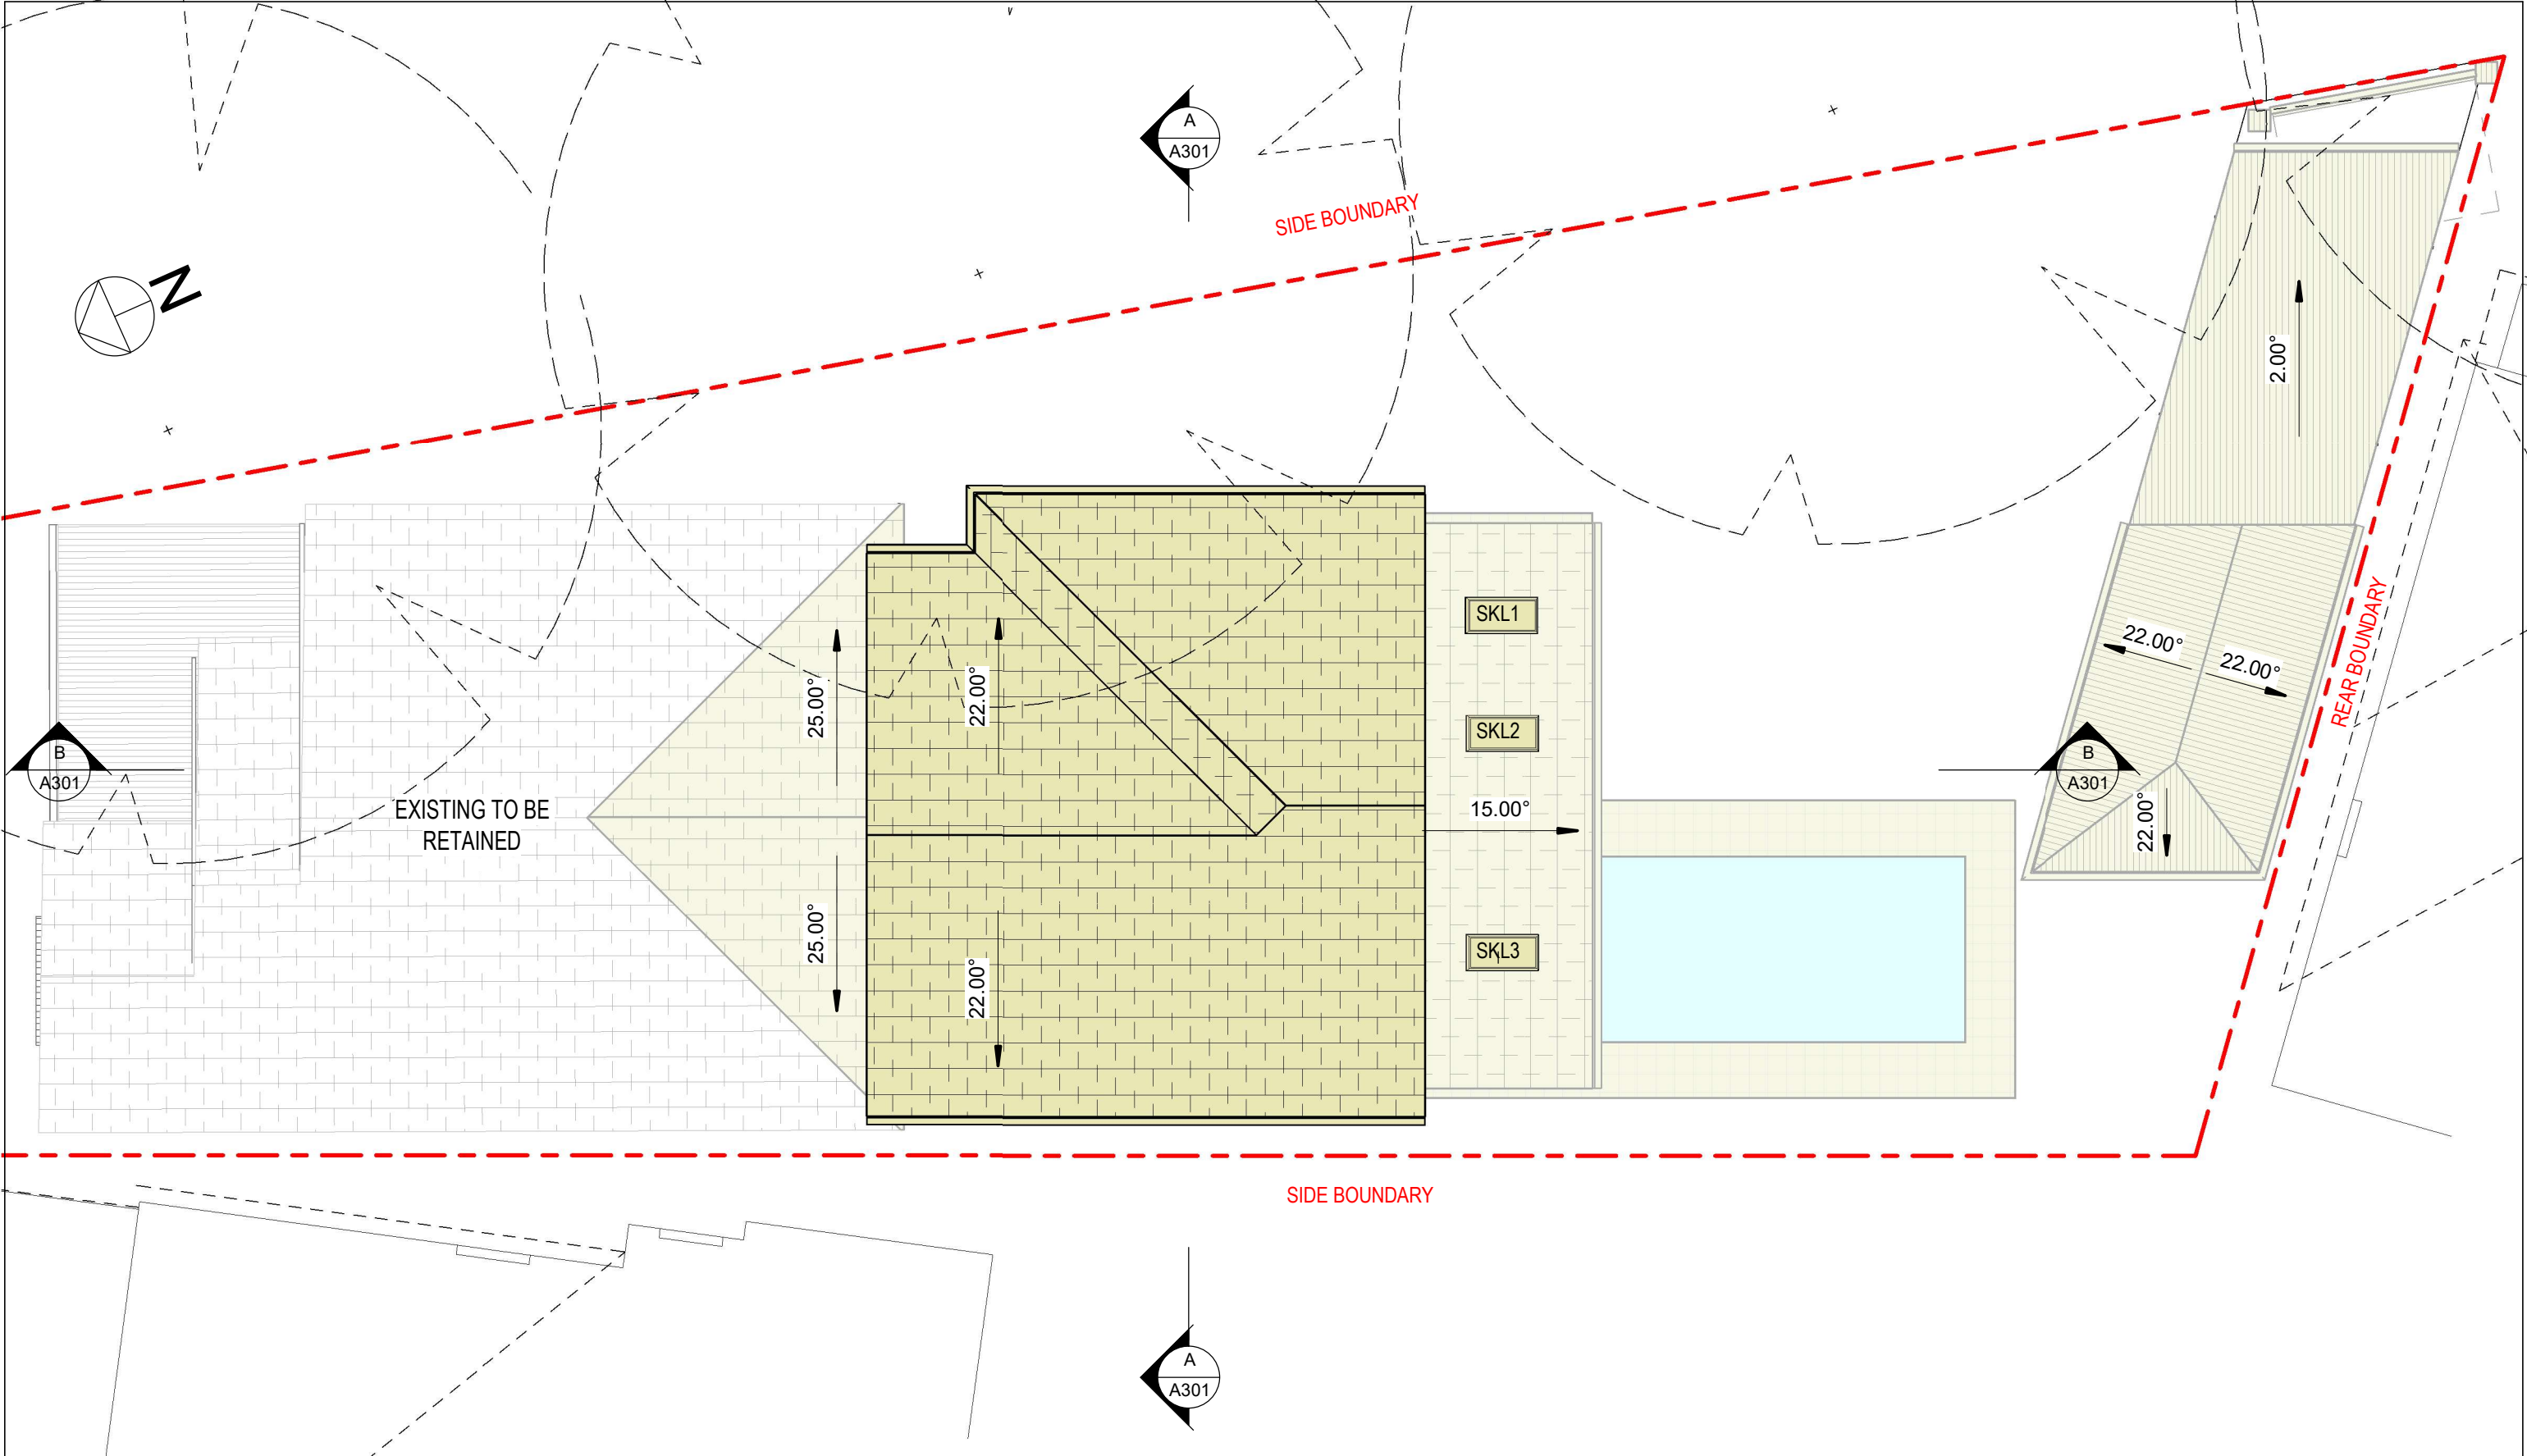 A
A301
SIDE BOUNDARY
N
2.00°
SKL1
22.00°
22.00°
REAR BOUNDARY
25.00°
22.00°
SKL2
B
A301
B
A301
EXISTING TO BE
RETAINED
15.00°
22.00°
25.00°
22.00°
SKL3
SIDE BOUNDARY
A
A301